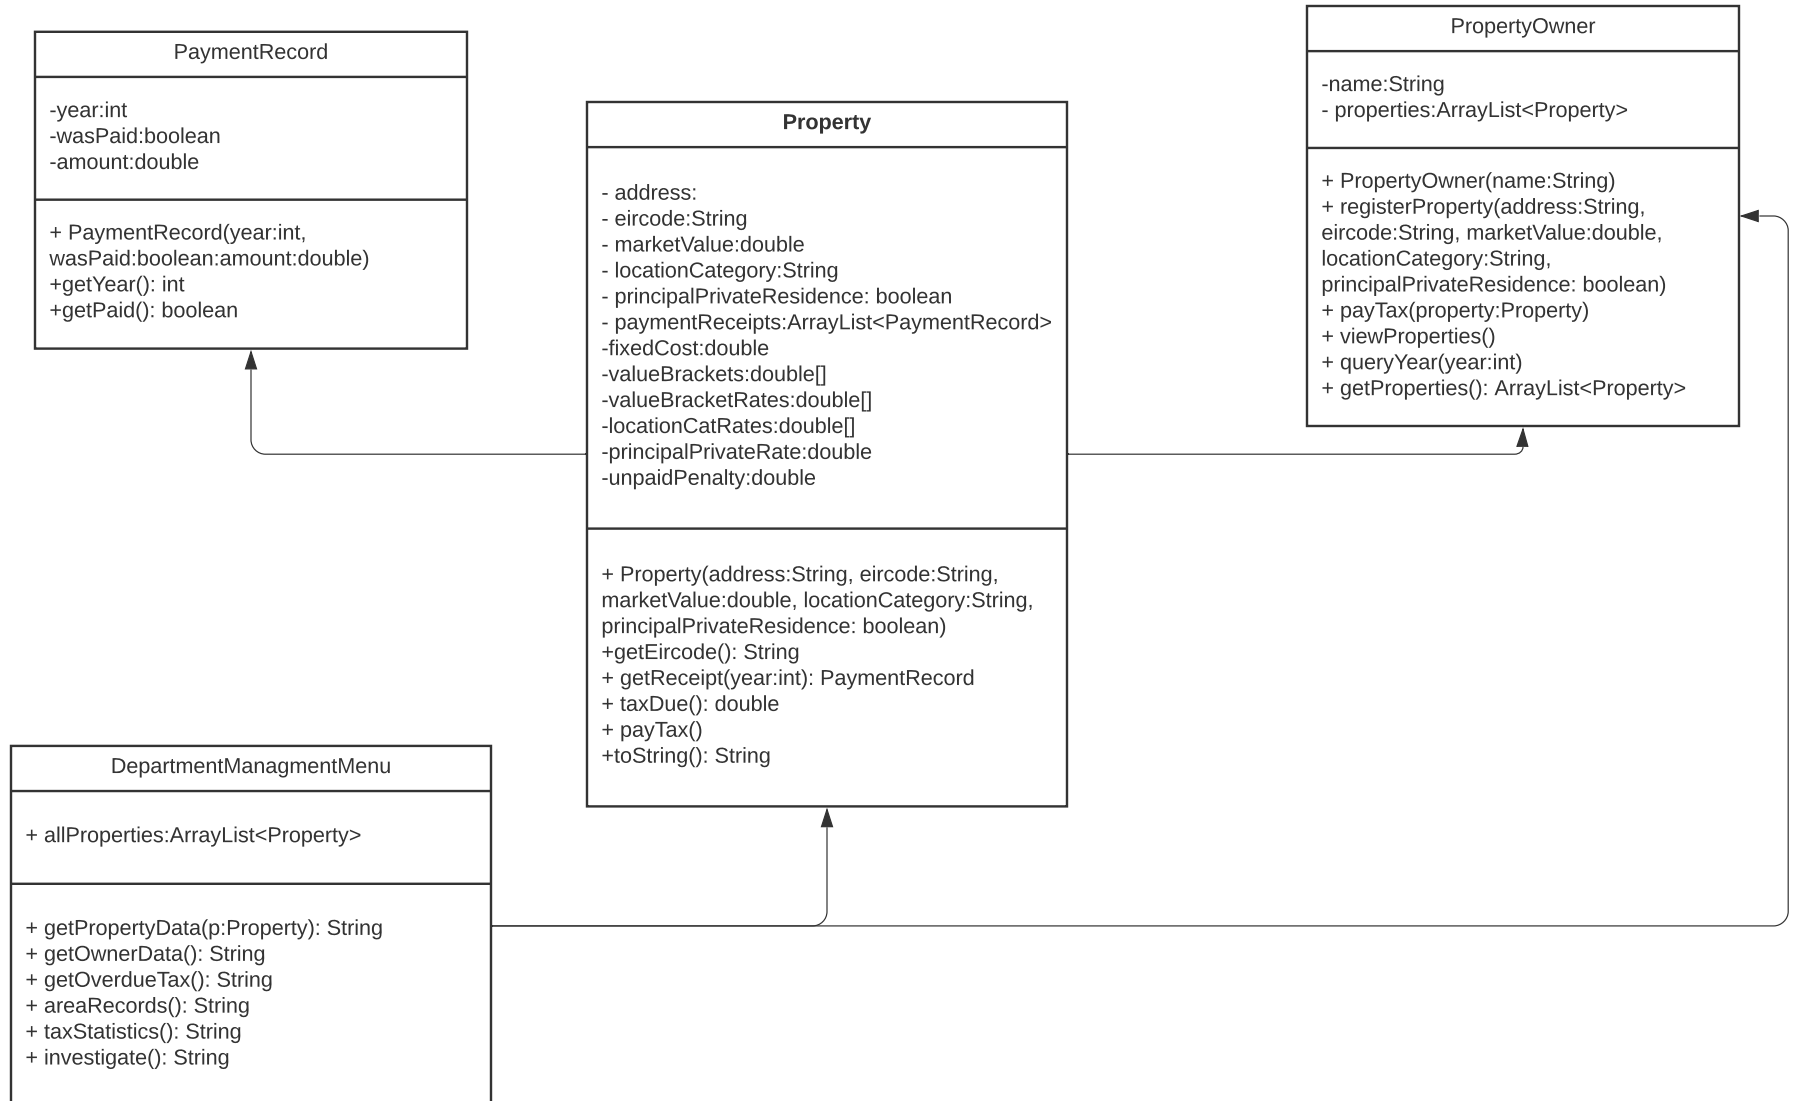 PaymentRecord
-year:int
-wasPaid:boolean
-amount:double
+ PaymentRecord(year:int,
wasPaid:boolean:amount:double)
+getYear(): int
+getPaid(): boolean
Property
- address:
- eircode:String
- marketValue:double
- locationCategory:String
- principalPrivateResidence: boolean
- paymentReceipts:ArrayList<PaymentRecord>
-fixedCost:double
-valueBrackets:double[]
-valueBracketRates:double[]
-locationCatRates:double[]
-principalPrivateRate:double
-unpaidPenalty:double
+ Property(address:String, eircode:String,
marketValue:double, locationCategory:String,
principalPrivateResidence: boolean)
+getEircode(): String
+ getReceipt(year:int): PaymentRecord
+ taxDue(): double
+ payTax()
+toString(): String
PropertyOwner
-name:String
- properties:ArrayList<Property>
+ PropertyOwner(name:String)
+ registerProperty(address:String,
eircode:String, marketValue:double,
locationCategory:String,
principalPrivateResidence: boolean)
+ payTax(property:Property)
+ viewProperties()
+ queryYear(year:int)
+ getProperties(): ArrayList<Property>
DepartmentManagmentMenu
+ allProperties:ArrayList<Property>
+ getPropertyData(p:Property): String
+ getOwnerData(): String
+ getOverdueTax(): String
+ areaRecords(): String
+ taxStatistics(): String
+ investigate(): String